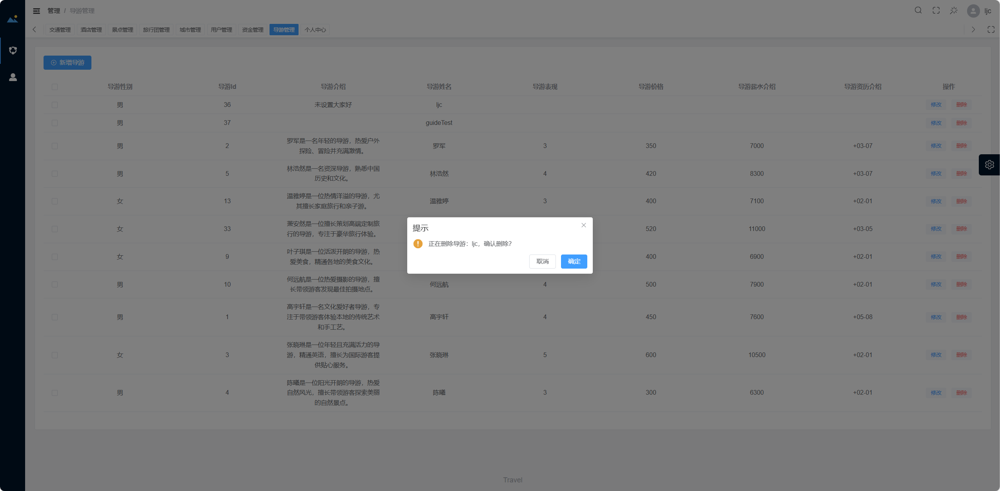 管理 / 导游管理
ljc
交通管理 酒店管理 景点管理 旅行团管理 城市管理 用户管理 资金管理 导游管理 个人中心
新增导游
导游性别 导游Id 导游介绍 导游姓名 导游表现 导游价格 导游薪水介绍 导游资历介绍 操作
男 36 未设置大家好 ljc 修改 删除
男 37 guideTest 修改 删除
罗军是一名年轻的导游，热爱户外
男 2 罗军 3 350 7000 +03-07 修改 删除
探险、冒险并充满激情。
林浩然是一名资深导游，熟悉中国
男 5 林浩然 4 420 8300 +03-07 修改 删除
历史和文化。
温雅婷是一位热情洋溢的导游，尤
女 13 温雅婷 3 400 7100 +02-01 修改 删除
其擅长家庭旅行和亲子游。
萧安然是一位擅长策划高端定制旅
女 33 520 11000 +03-05 修改 删除
行的导游，专注于豪华旅行体验。
提示
正在删除导游：ljc，确认删除？
取消 确定
叶子琪是一位活泼开朗的导游，热
女 9 400 6900 +02-01 修改 删除
爱美食，精通各地的美食文化。
何远航是一位热爱摄影的导游，擅
男 10 何远航 4 500 7900 +02-01 修改 删除
长带领游客发现最佳拍摄地点。
高宇轩是一名文化爱好者导游，专
男 1 注于带领游客体验本地的传统艺术 高宇轩 4 450 7600 +05-08 修改 删除
和手工艺。
张晓琳是一位年轻且充满活力的导
女 3 游，精通英语，擅长为国际游客提 张晓琳 5 600 10500 +02-01 修改 删除
供贴心服务。
陈曦是一位阳光开朗的导游，热爱
男 4 自然风光，擅长带领游客探索美丽 陈曦 3 300 6300 +02-01 修改 删除
的自然景点。
Travel